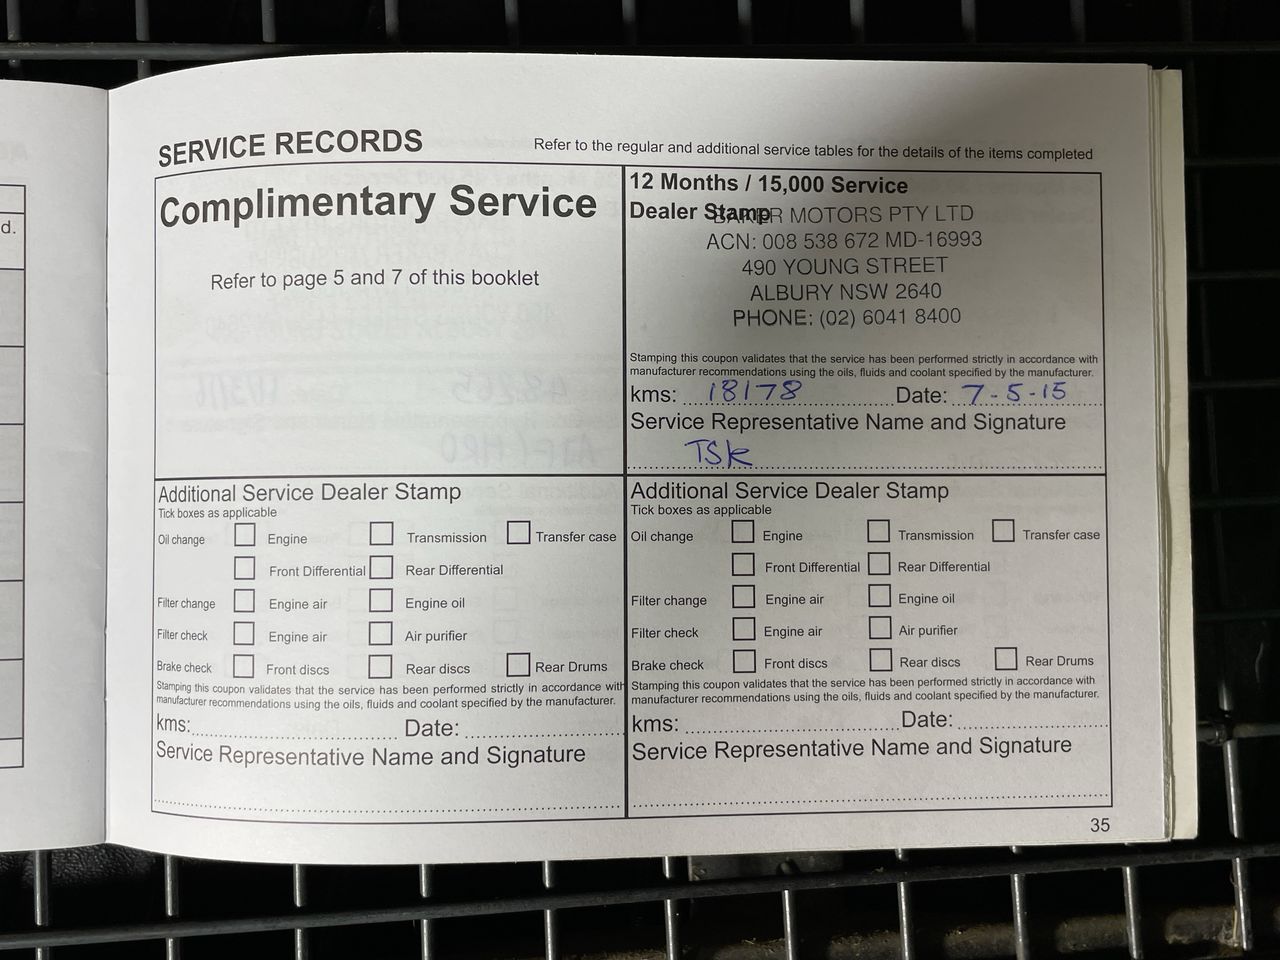 d.
SERVICE RECORDS
Refer to the regular and additional service tables for the details of the items completed
Complimentary Service
Refer to page 5 and 7 of this booklet
12 Months / 15,000 Service
Dealer Stamp
BAKER MOTORS PTY LTD
ACN: 008 538 672 MD-16993
490 YOUNG STREET
ALBURY NSW 2640
PHONE: (02) 6041 8400
Stamping this coupon validates that the service has been performed strictly in accordance with
manufacturer recommendations using the oils, fluids and coolant specified by the manufacturer.
kms: 18178 Date: 7-5-15
Service Representative Name and Signature
TSK
Additional Service Dealer Stamp
Tick boxes as applicable
Oil change Engine Transmission Transfer case
Front Differential Rear Differential
Filter change Engine air Engine oil
Filter check Engine air Air purifier
Brake check Front discs Rear discs Rear Drums
Stamping this coupon validates that the service has been performed strictly in accordance with
manufacturer recommendations using the oils, fluids and coolant specified by the manufacturer.
kms: Date:
Service Representative Name and Signature
Additional Service Dealer Stamp
Tick boxes as applicable
Oil change Engine Transmission Transfer case
Front Differential Rear Differential
Filter change Engine air Engine oil
Filter check Engine air Air purifier
Brake check Front discs Rear discs Rear Drums
Stamping this coupon validates that the service has been performed strictly in accordance with
manufacturer recommendations using the oils, fluids and coolant specified by the manufacturer.
kms: Date:
Service Representative Name and Signature
35